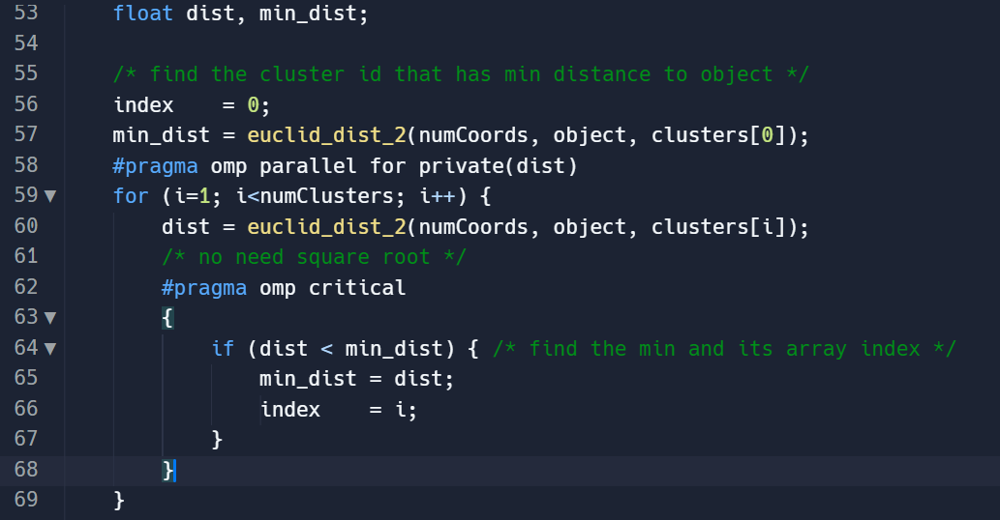 53 float dist, min_dist;
54
55 /* find the cluster id that has min distance to object */
56 index    = 0;
57 min_dist = euclid_dist_2(numCoords, object, clusters[0]);
58 #pragma omp parallel for private(dist)
59 ▼ for (i=1; i<numClusters; i++) {
60     dist = euclid_dist_2(numCoords, object, clusters[i]);
61     /* no need square root */
62     #pragma omp critical
63 ▼     {
64 ▼         if (dist < min_dist) { /* find the min and its array index */
65             min_dist = dist;
66             index    = i;
67         }
68     }
69 }